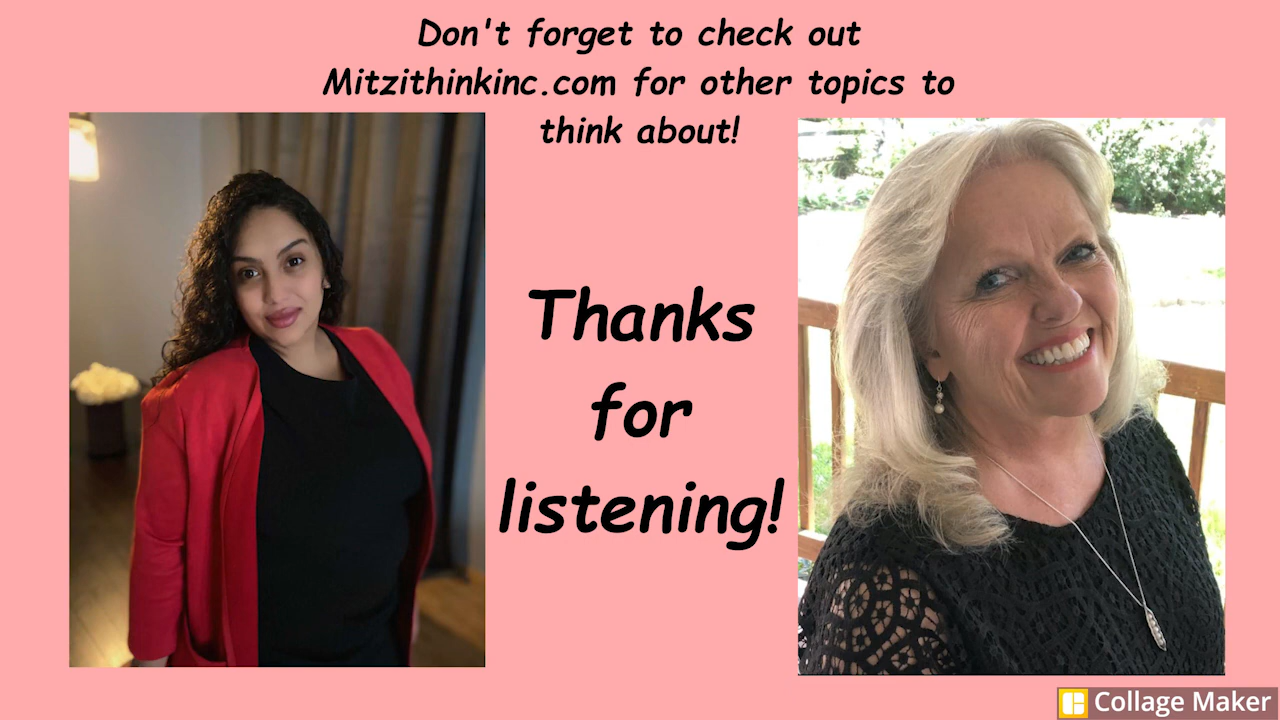 Don't forget to check out
Mitzithinkinc.com for other topics to
think about!
Thanks
for
listening!
Collage Maker